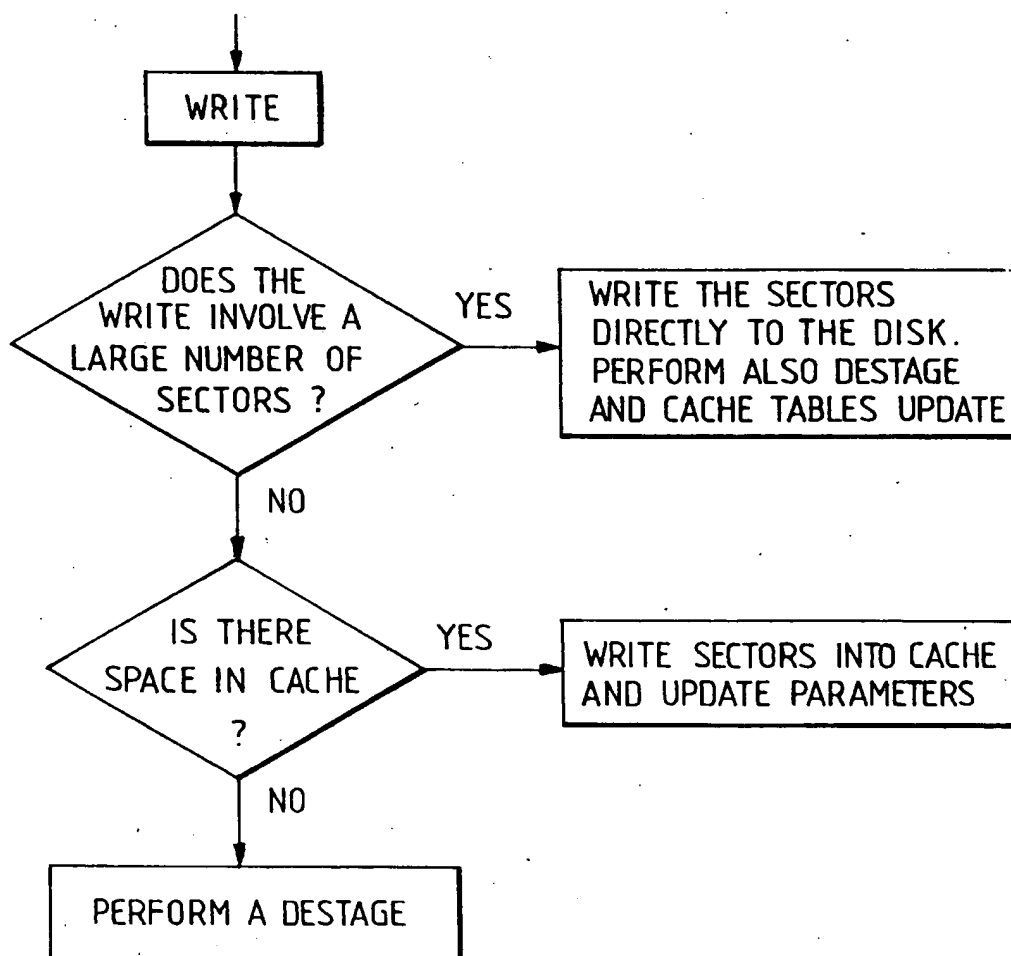 WRITE
DOES THE
WRITE INVOLVE A
LARGE NUMBER OF
SECTORS ?
YES
WRITE THE SECTORS
DIRECTLY TO THE DISK.
PERFORM ALSO DESTAGE
AND CACHE TABLES UPDATE
NO
IS THERE
SPACE IN CACHE
?
YES
WRITE SECTORS INTO CACHE
AND UPDATE PARAMETERS
NO
PERFORM A DESTAGE